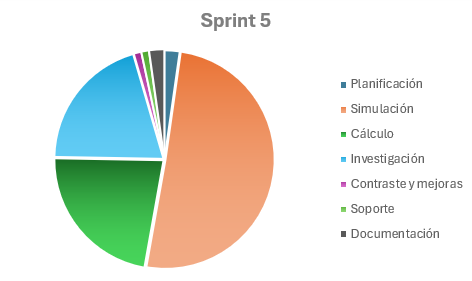 Sprint 5
Planificación
Simulación
Cálculo
Investigación
Contraste y mejoras
Soporte
Documentación